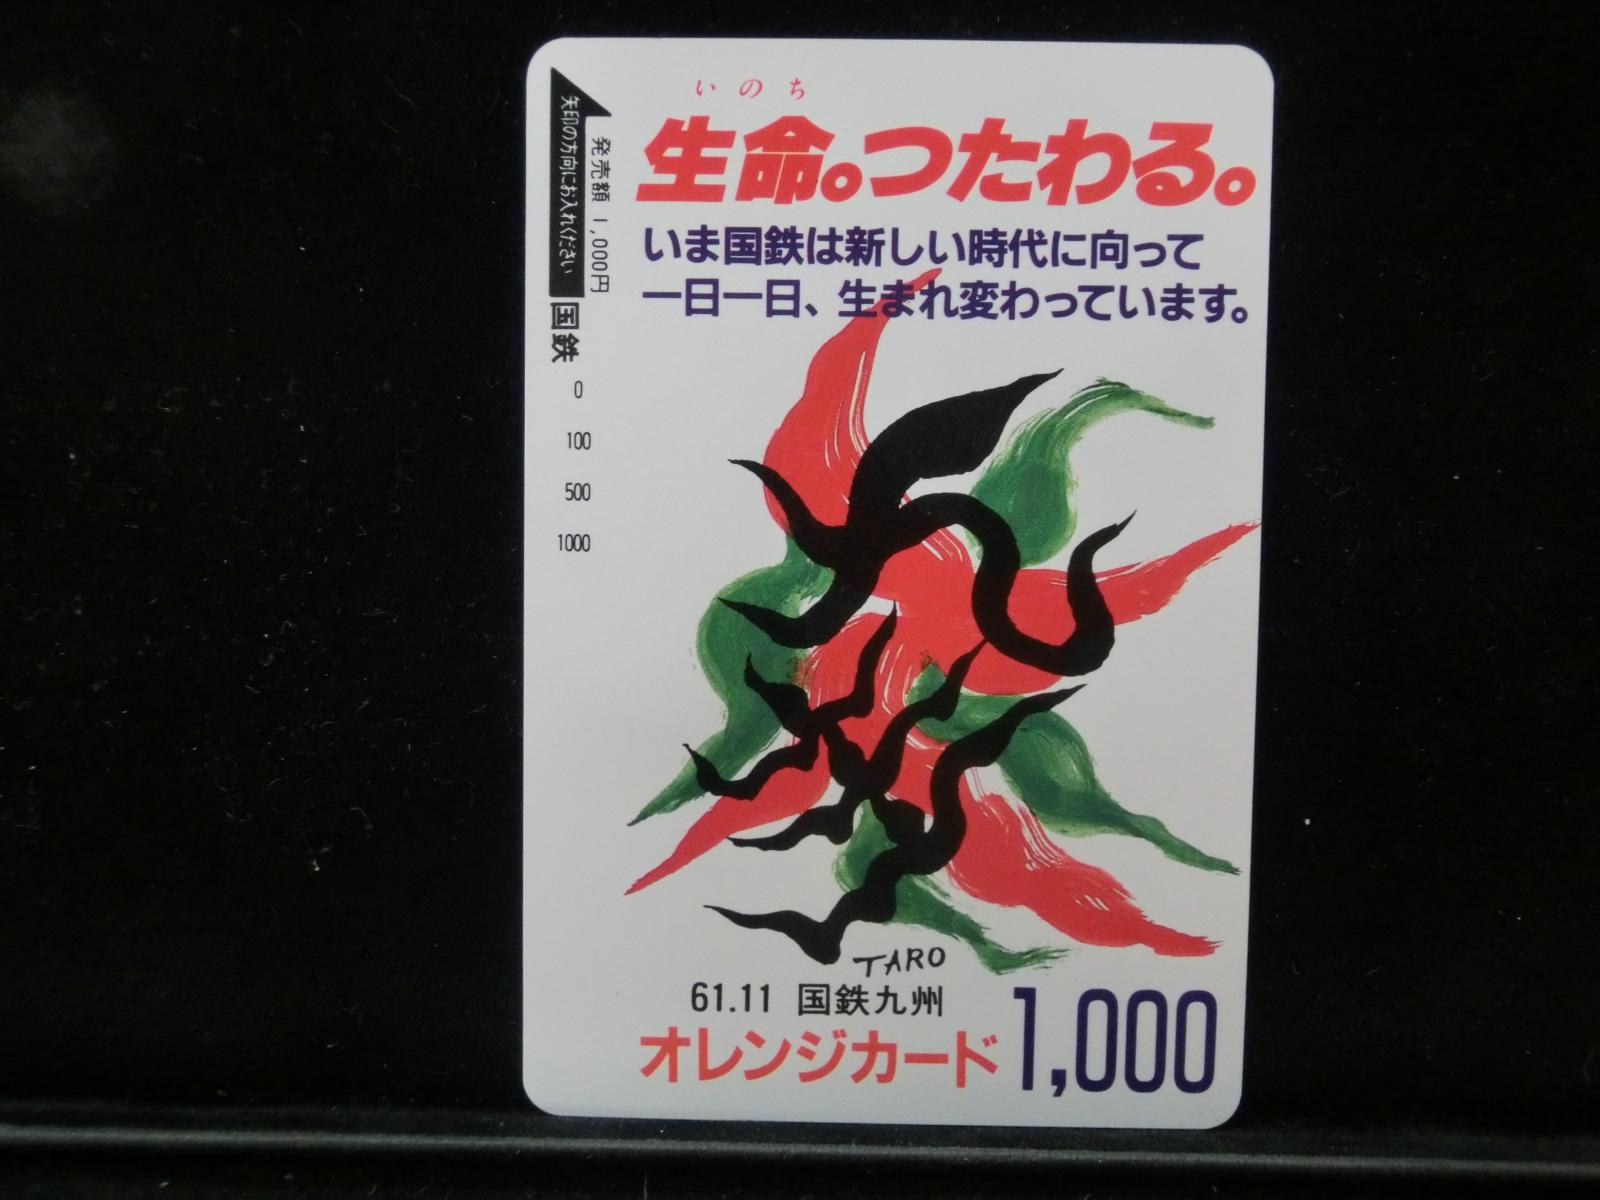 いのち
生命。つたわる。
いま国鉄は新しい時代に向って
一日一日、生まれ変わっています。
矢印の方向にお入れください
発売額 1,000円
国鉄
0
100
500
1000
TARO
61.11 国鉄九州
オレンジカード 1,000